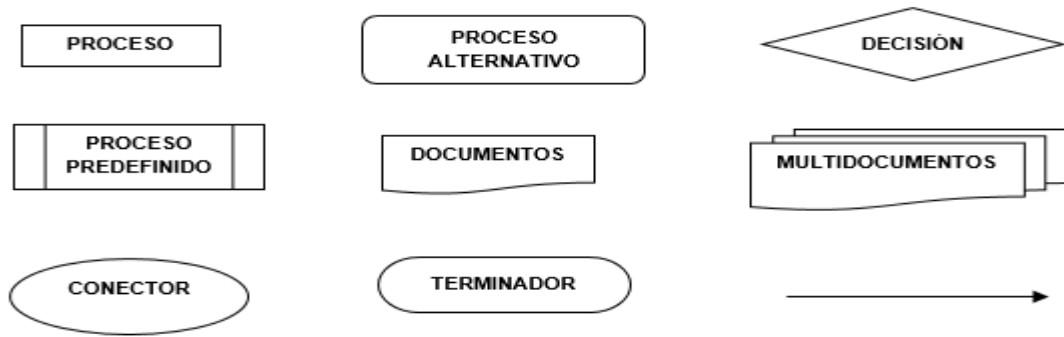 PROCESO
PROCESO
ALTERNATIVO
DECISIÓN
PROCESO
PREDEFINIDO
DOCUMENTOS
MULTIDOCUMENTOS
CONECTOR
TERMINADOR